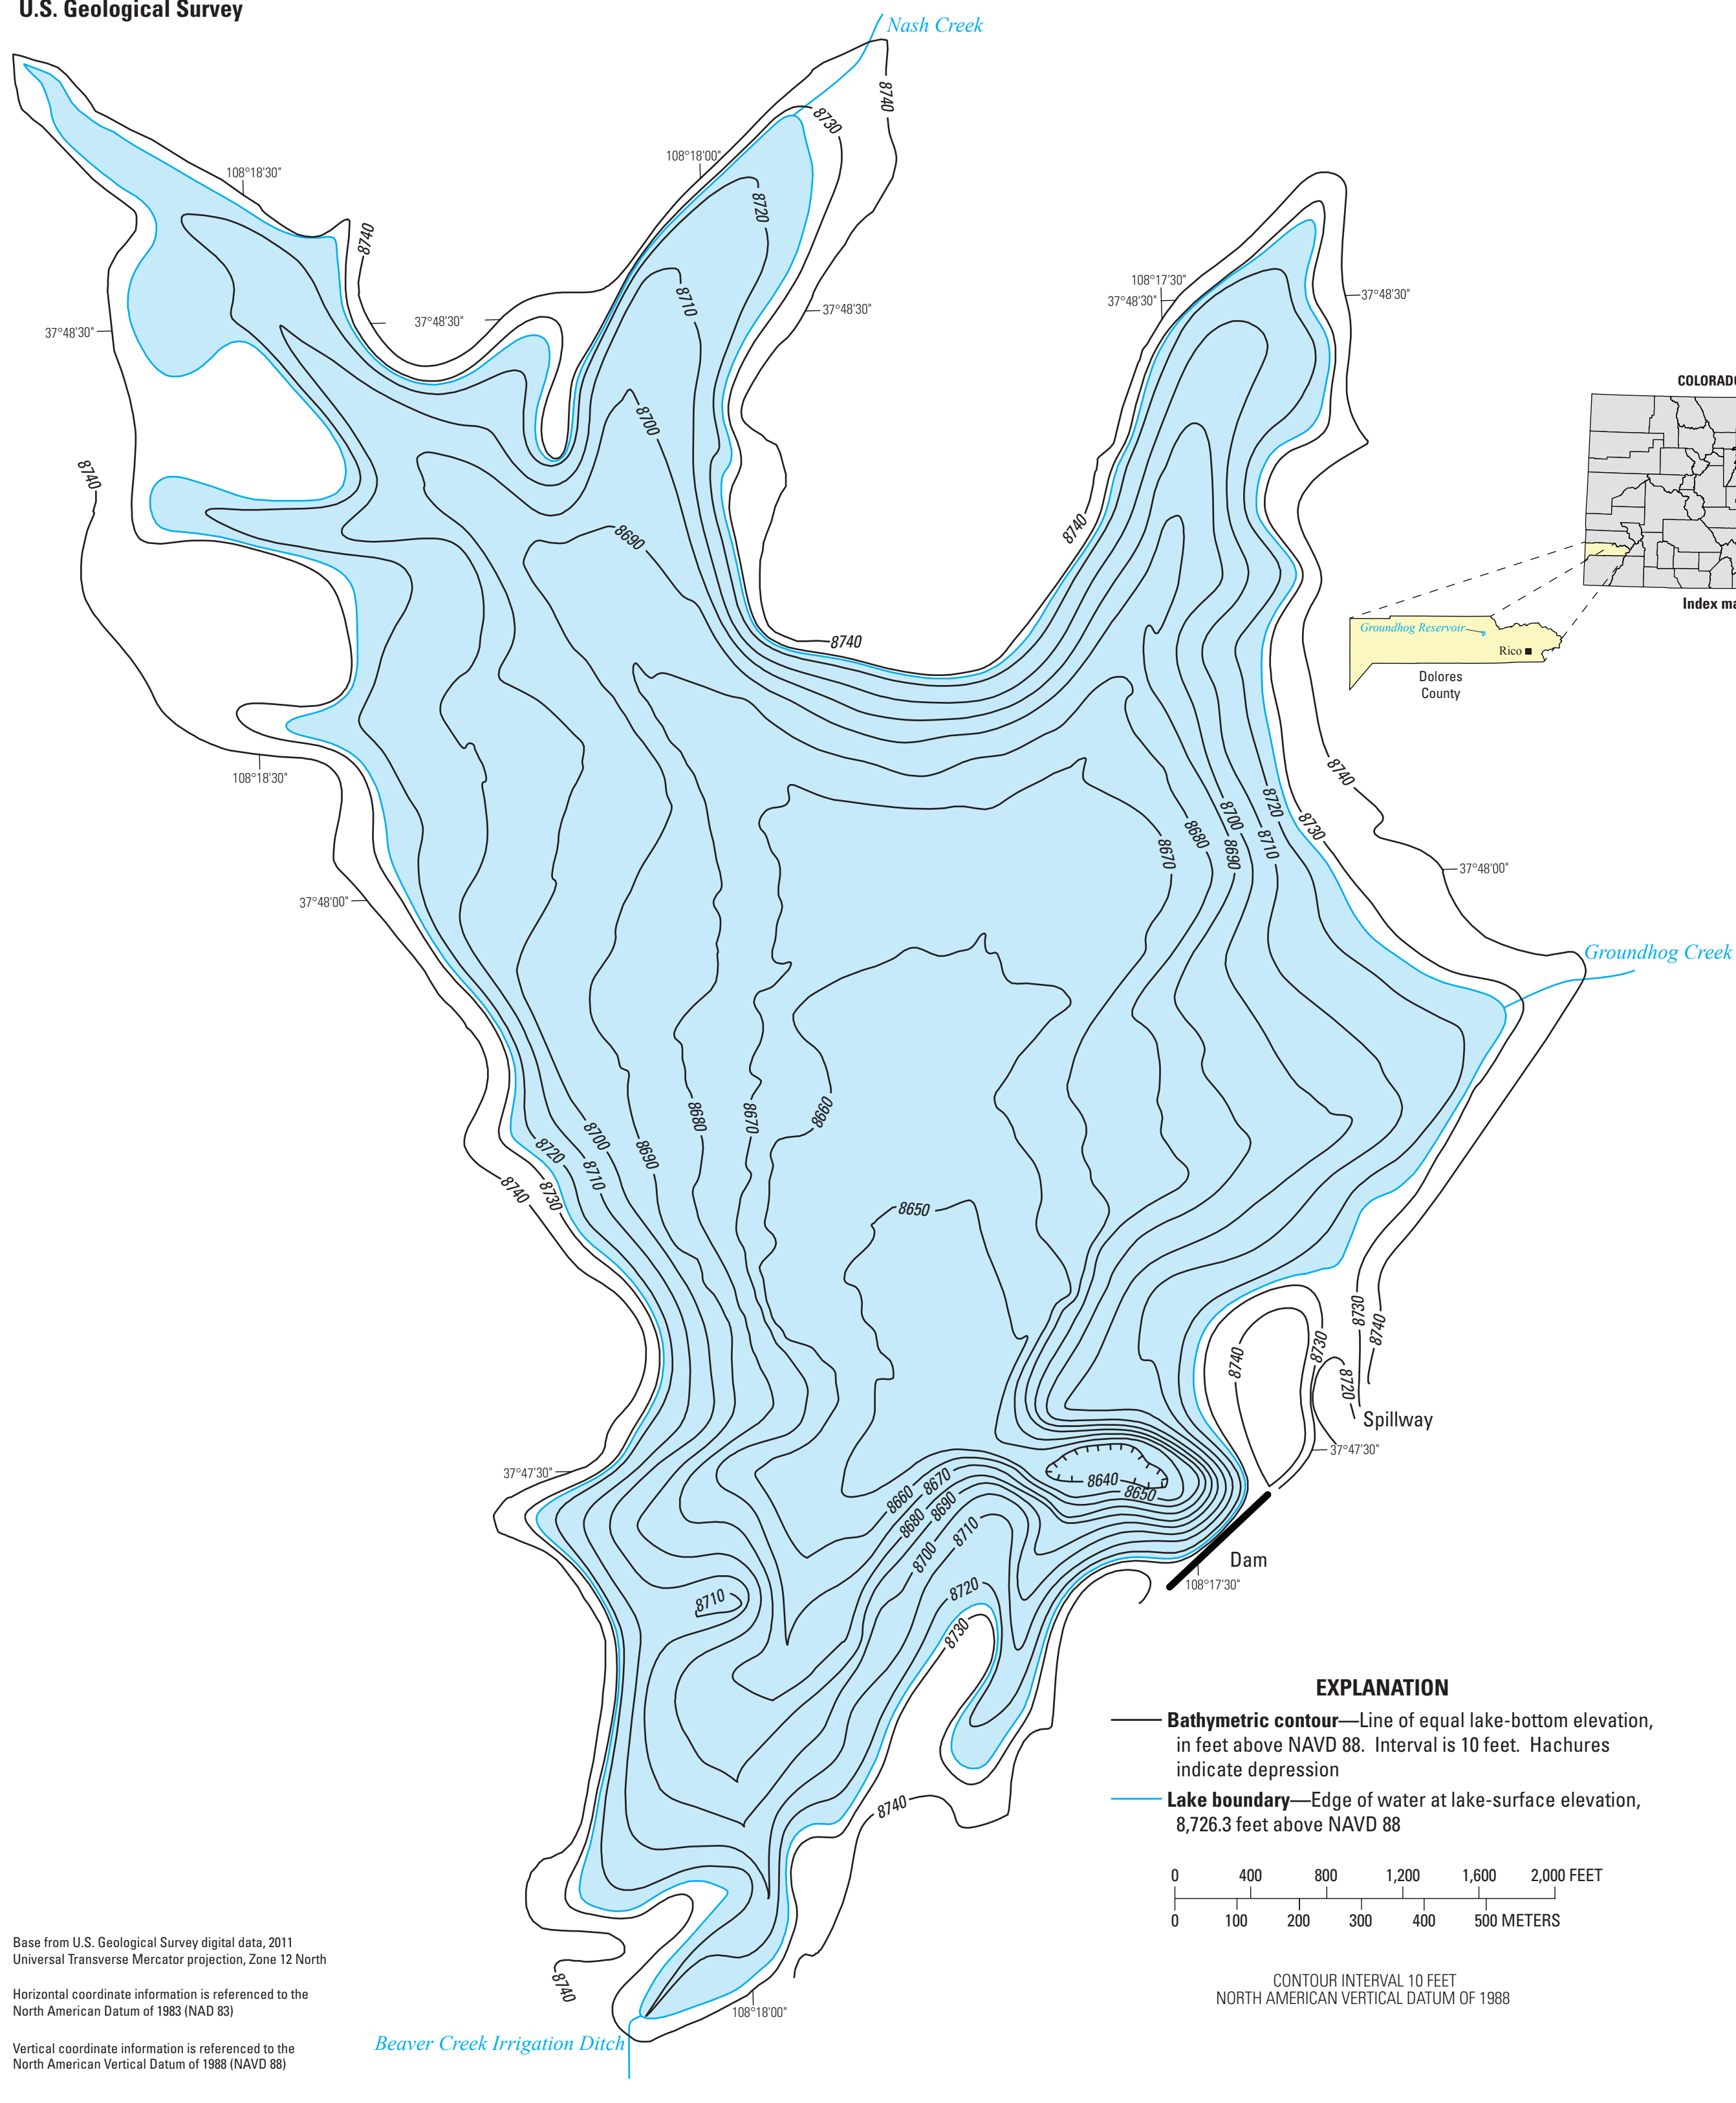 U.S. Geological Survey
Nash Creek
8740
8730
108°18'00"
108°18'30"
8720
8740
108°17'30"
37°48'30"
37°48'30"
8710
37°48'30"
37°48'30"
37°48'30"
COLORAD
8700
8740
8740
8690
Index ma
Groundhog Reservoir
Rico
8740
Dolores
County
108°18'30"
8740
8720
8700
8730
8680
8710
8670
8690
37°48'00"
37°48'00"
Groundhog Creek
8660
8680
8670
8700
8720
8690
8710
8740
8730
8650
8730
8740
8730
8740
8720
Spillway
37°47'30"
37°47'30"
8640
8670
8650
8660
8690
8680
8710
8700
Dam
108°17'30"
8720
8710
8730
EXPLANATION
Bathymetric contour—Line of equal lake-bottom elevation,
in feet above NAVD 88. Interval is 10 feet. Hachures
indicate depression
Lake boundary—Edge of water at lake-surface elevation,
8,726.3 feet above NAVD 88
8740
0 400 800 1,200 1,600 2,000 FEET
0 100 200 300 400 500 METERS
Base from U.S. Geological Survey digital data, 2011
Universal Transverse Mercator projection, Zone 12 North
Horizontal coordinate information is referenced to the
North American Datum of 1983 (NAD 83)
Vertical coordinate information is referenced to the
North American Vertical Datum of 1988 (NAVD 88)
CONTOUR INTERVAL 10 FEET
NORTH AMERICAN VERTICAL DATUM OF 1988
8740
108°18'00"
Beaver Creek Irrigation Ditch